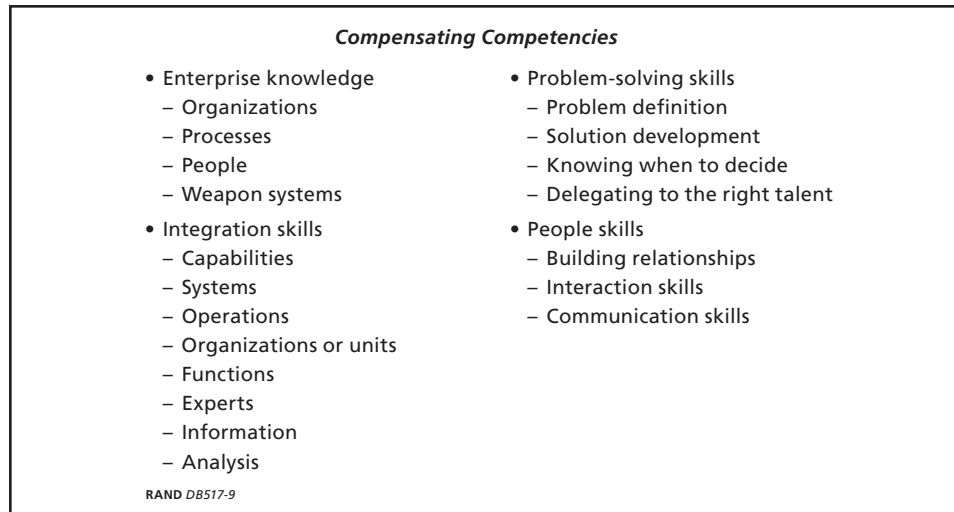 Compensating Competencies
• Enterprise knowledge
– Organizations
– Processes
– People
– Weapon systems
• Integration skills
– Capabilities
– Systems
– Operations
– Organizations or units
– Functions
– Experts
– Information
– Analysis
• Problem-solving skills
– Problem definition
– Solution development
– Knowing when to decide
– Delegating to the right talent
• People skills
– Building relationships
– Interaction skills
– Communication skills
RAND DB517-9